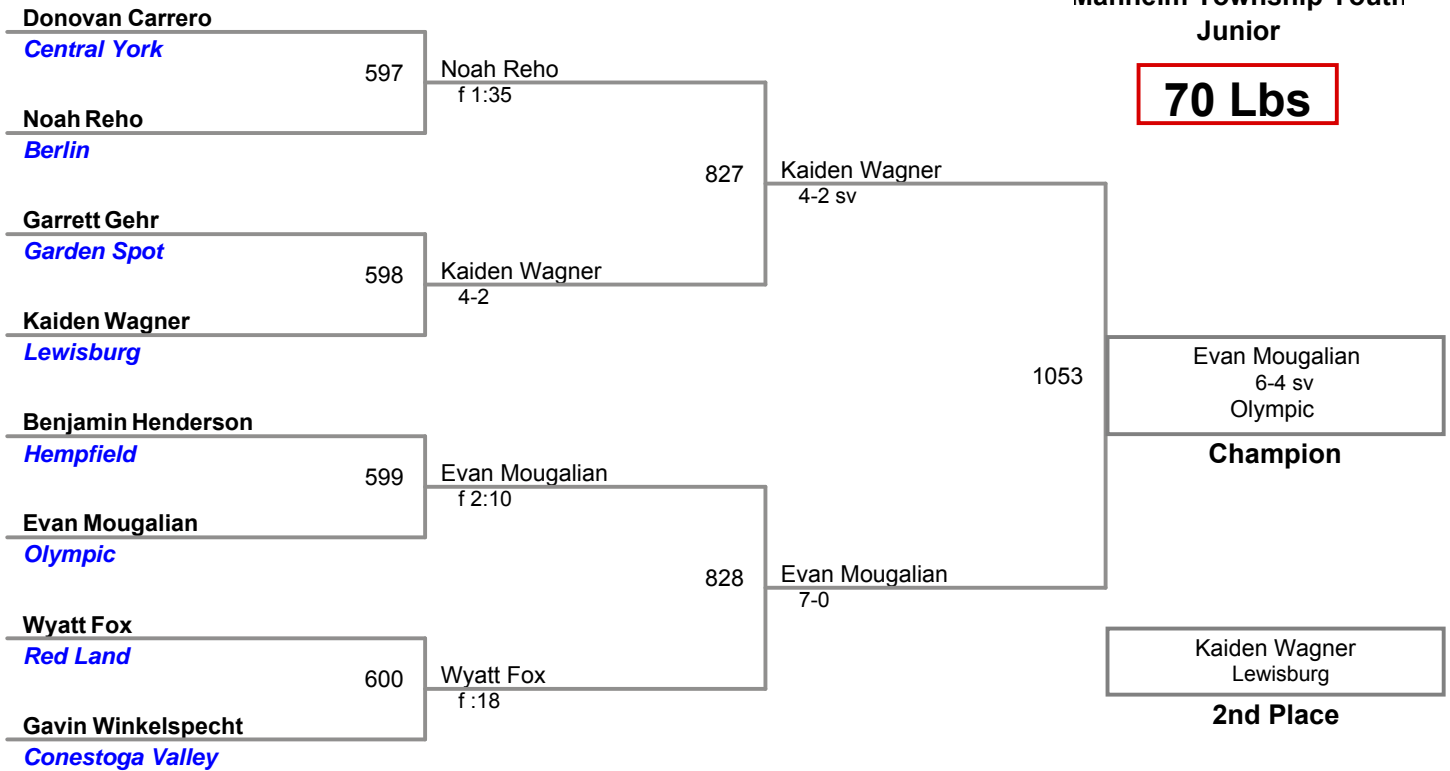 Manheim Township Youth
Junior
70 Lbs
Donovan Carrero
Central York
597
Noah Reho
f 1:35
Noah Reho
Berlin
827
Kaiden Wagner
4-2 sv
Garrett Gehr
Garden Spot
598
Kaiden Wagner
4-2
Kaiden Wagner
Lewisburg
1053
Evan Mougalian
6-4 sv
Olympic
Champion
Benjamin Henderson
Hempfield
599
Evan Mougalian
f 2:10
Evan Mougalian
Olympic
828
Evan Mougalian
7-0
Wyatt Fox
Red Land
600
Wyatt Fox
f :18
Gavin Winkelspecht
Conestoga Valley
Kaiden Wagner
Lewisburg
2nd Place